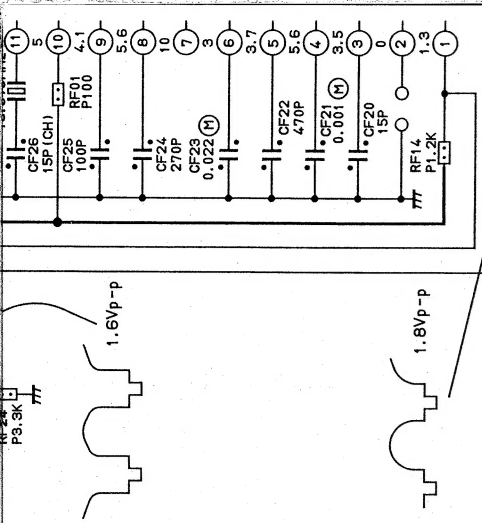 11
5
10
4.1
9
5.6
8
10
7
3
6
3.7
5
5.6
4
3.5
3
0
2
1.3
1
RF01
P100
CF26
15P(CH)
CF25
100P
CF24
270P
CF23
0.022 M
CF22
470P
CF21
0.001 M
CF20
15P
RF14
P1.2K
1.6Vp-p
1.8Vp-p
P3.3K